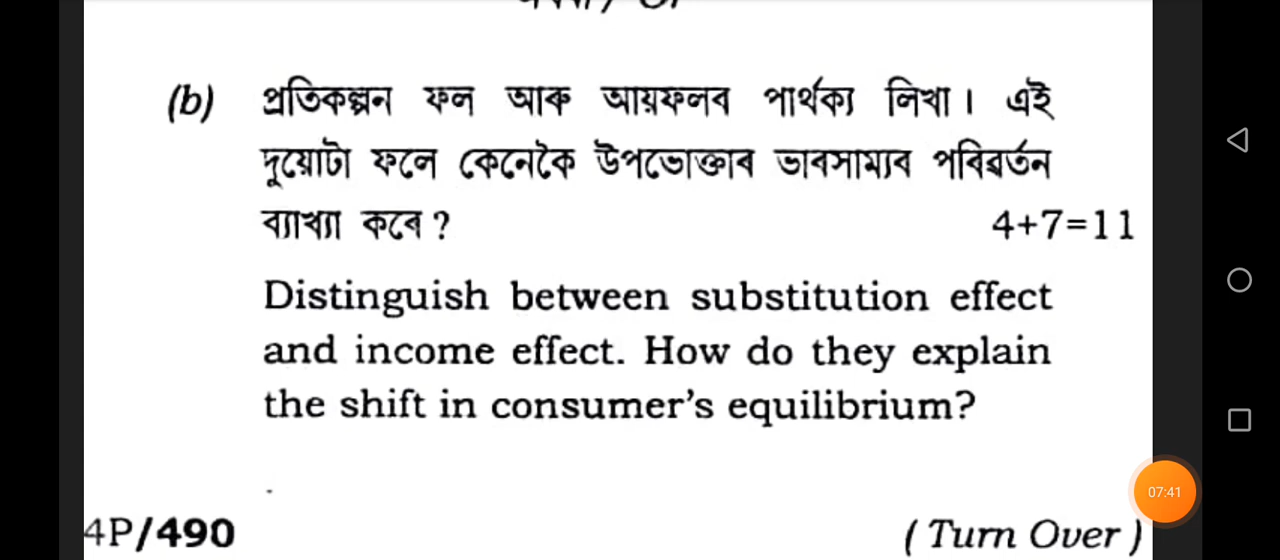 (b) প্ৰতিকল্পন ফল আৰু আয়ফলৰ পাৰ্থক্য লিখা। এই
দুয়োটা ফলে কেনেকৈ উপভোক্তাৰ ভাৰসাম্যৰ পৰিৱৰ্তন
ব্যাখ্যা কৰে? 4+7=11
Distinguish between substitution effect
and income effect. How do they explain
the shift in consumer's equilibrium?
07:41
4P/490 ( Turn Over )